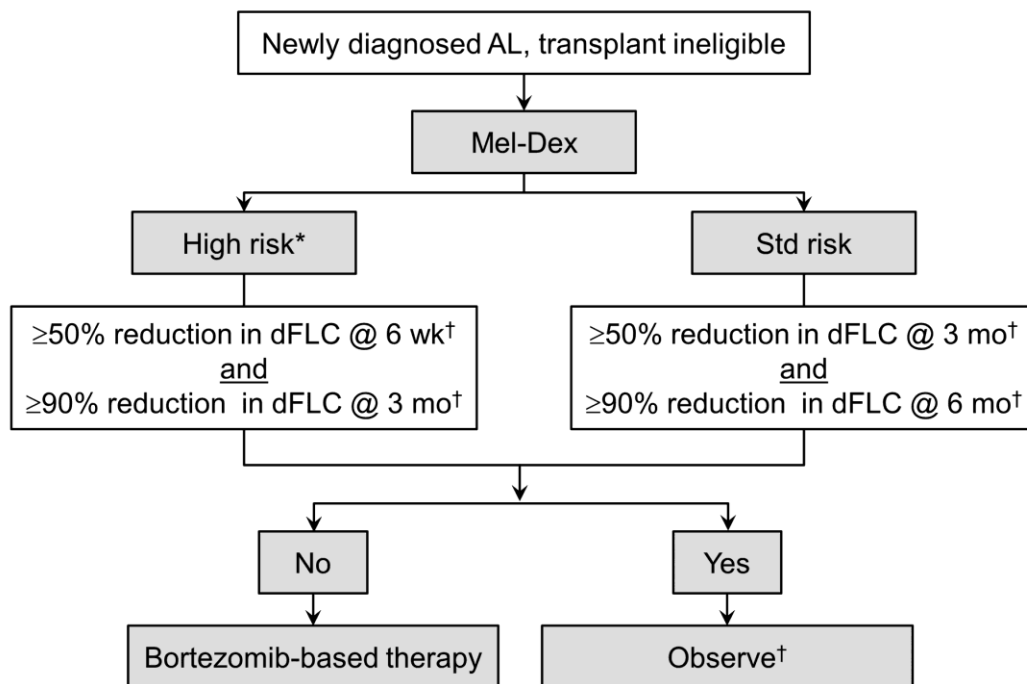 Newly diagnosed AL, transplant ineligible
Mel-Dex
High risk*
Std risk
≥50% reduction in dFLC @ 6 wk†
and
≥90% reduction in dFLC @ 3 mo†
≥50% reduction in dFLC @ 3 mo†
and
≥90% reduction in dFLC @ 6 mo†
No
Yes
Bortezomib-based therapy
Observe†